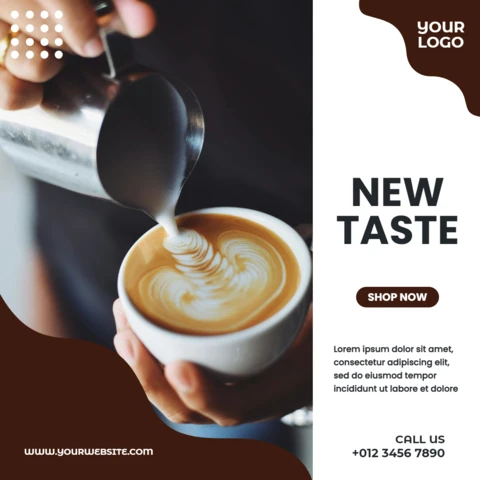 YOUR
LOGO
NEW
TASTE
SHOP NOW
Lorem ipsum dolor sit amet,
consectetur adipiscing elit,
sed do eiusmod tempor
incididunt ut labore et dolore
CALL US
+012 3456 7890
WWW.YOURWEBSITE.COM